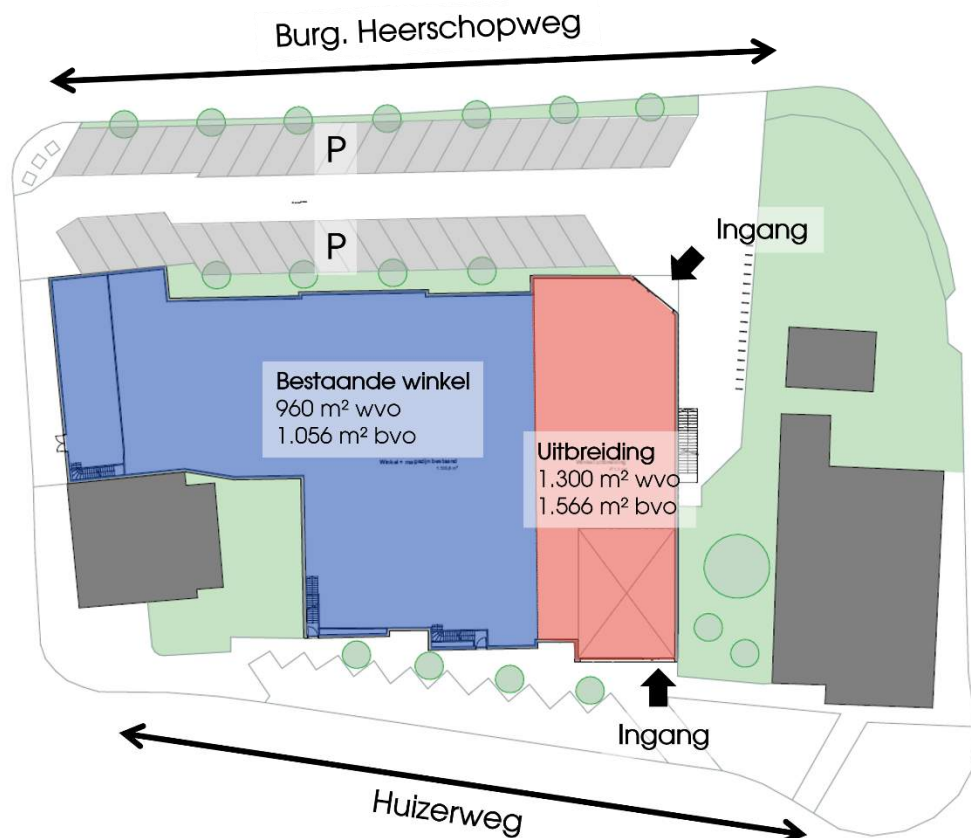 Burg. Heerschopweg
P
P
Ingang
Bestaande winkel
960 m² wvo
1.056 m² bvo
Uitbreiding
1.300 m² wvo
1.566 m² bvo
Ingang
Huizerweg